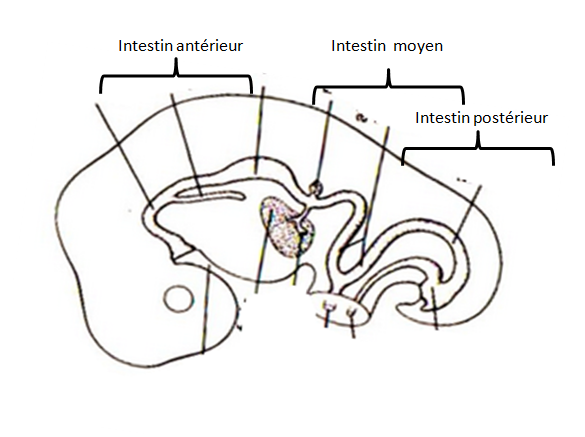 Intestin antérieur
Intestin  moyen
Intestin postérieur